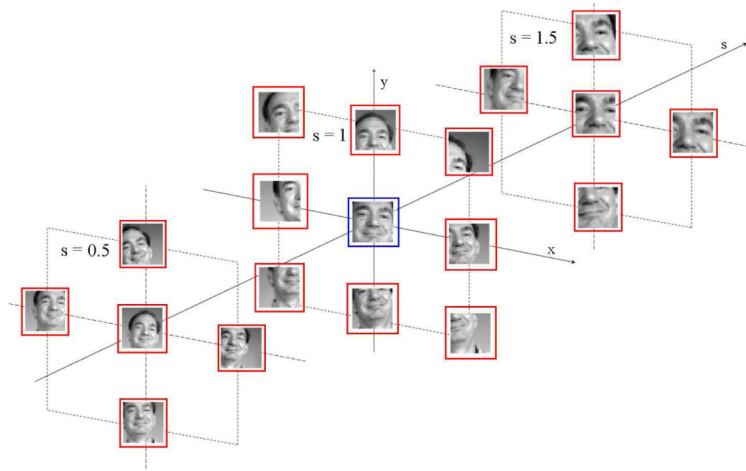 s = 1.5
s
y
s = 1
x
s = 0.5